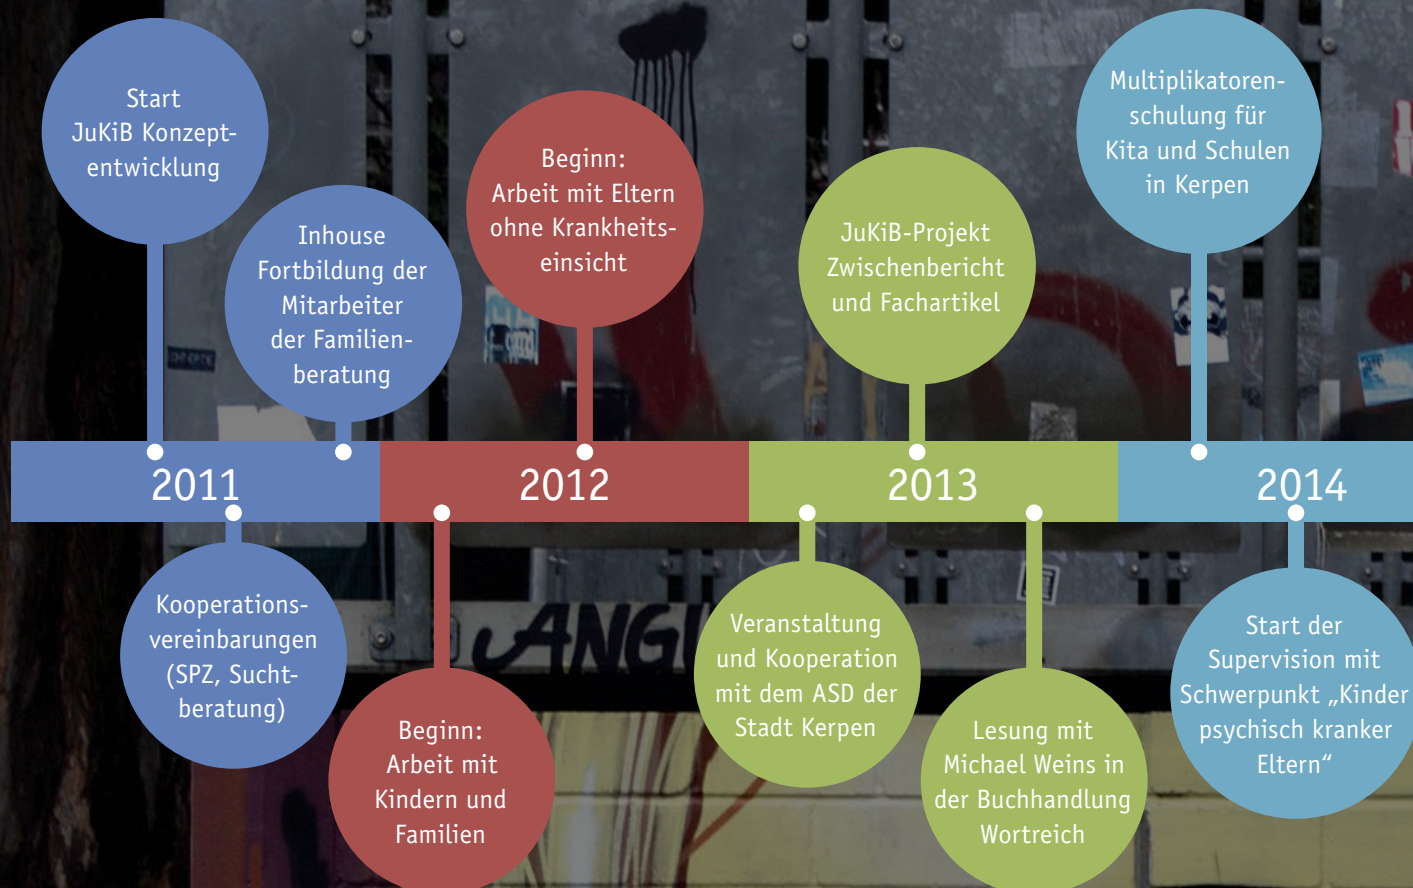 Start
JuKiB Konzept-
entwicklung
Inhouse
Fortbildung der
Mitarbeiter
der Familien-
beratung
Beginn:
Arbeit mit Eltern
ohne Krankheits-
einsicht
JuKiB-Projekt
Zwischenbericht
und Fachartikel
Multiplikatoren-
schulung für
Kita und Schulen
in Kerpen
2011
2012
2013
2014
Kooperations-
vereinbarungen
(SPZ, Sucht-
beratung)
Beginn:
Arbeit mit
Kindern und
Familien
Veranstaltung
und Kooperation
mit dem ASD der
Stadt Kerpen
Lesung mit
Michael Weins in
der Buchhandlung
Wortreich
Start der
Supervision mit
Schwerpunkt „Kinder
psychisch kranker
Eltern“